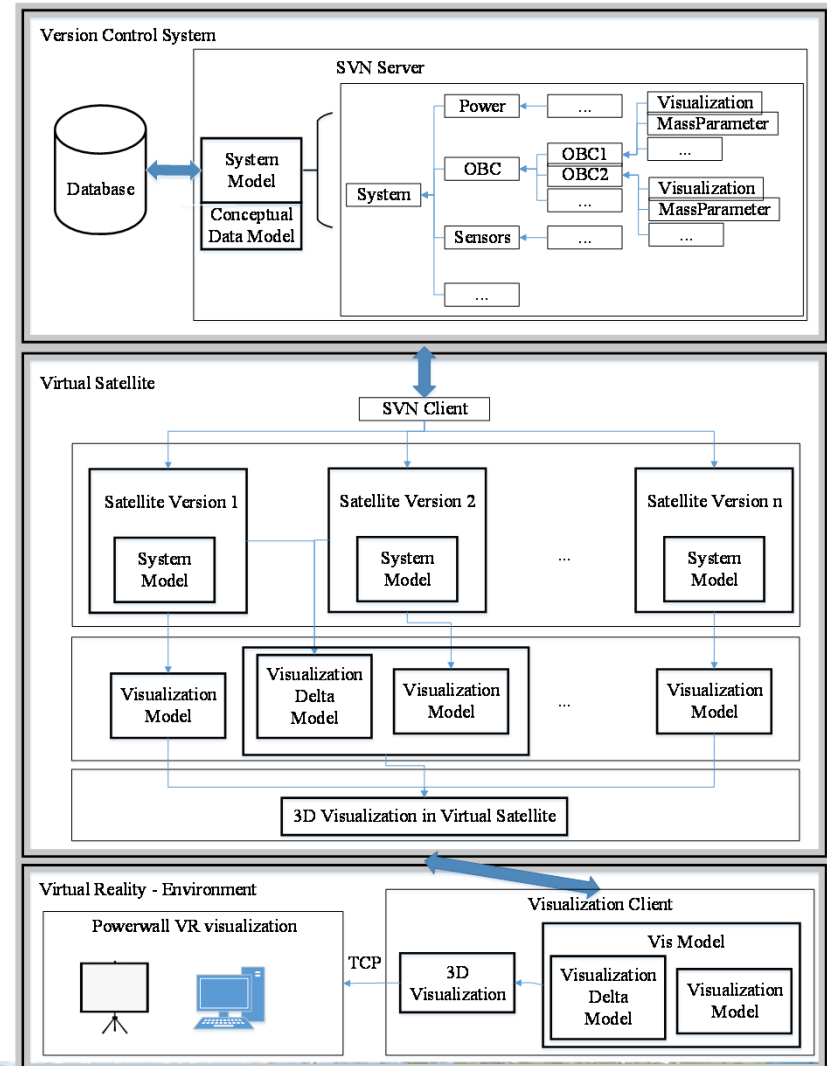 Version Control System
SVN Server
Database
System
Model
Conceptual
Data Model
System
Power
...
OBC
OBC1
OBC2
...
Sensors
...
...
Visualization
MassParameter
...
Visualization
MassParameter
...
Virtual Satellite
SVN Client
Satellite Version 1
System
Model
Satellite Version 2
System
Model
...
Satellite Version n
System
Model
Visualization
Model
Visualization
Delta
Model
Visualization
Model
...
Visualization
Model
3D Visualization in Virtual Satellite
Virtual Reality - Environment
Powerwall VR visualization
TCP
Visualization Client
3D
Visualization
Vis Model
Visualization
Delta
Model
Visualization
Model